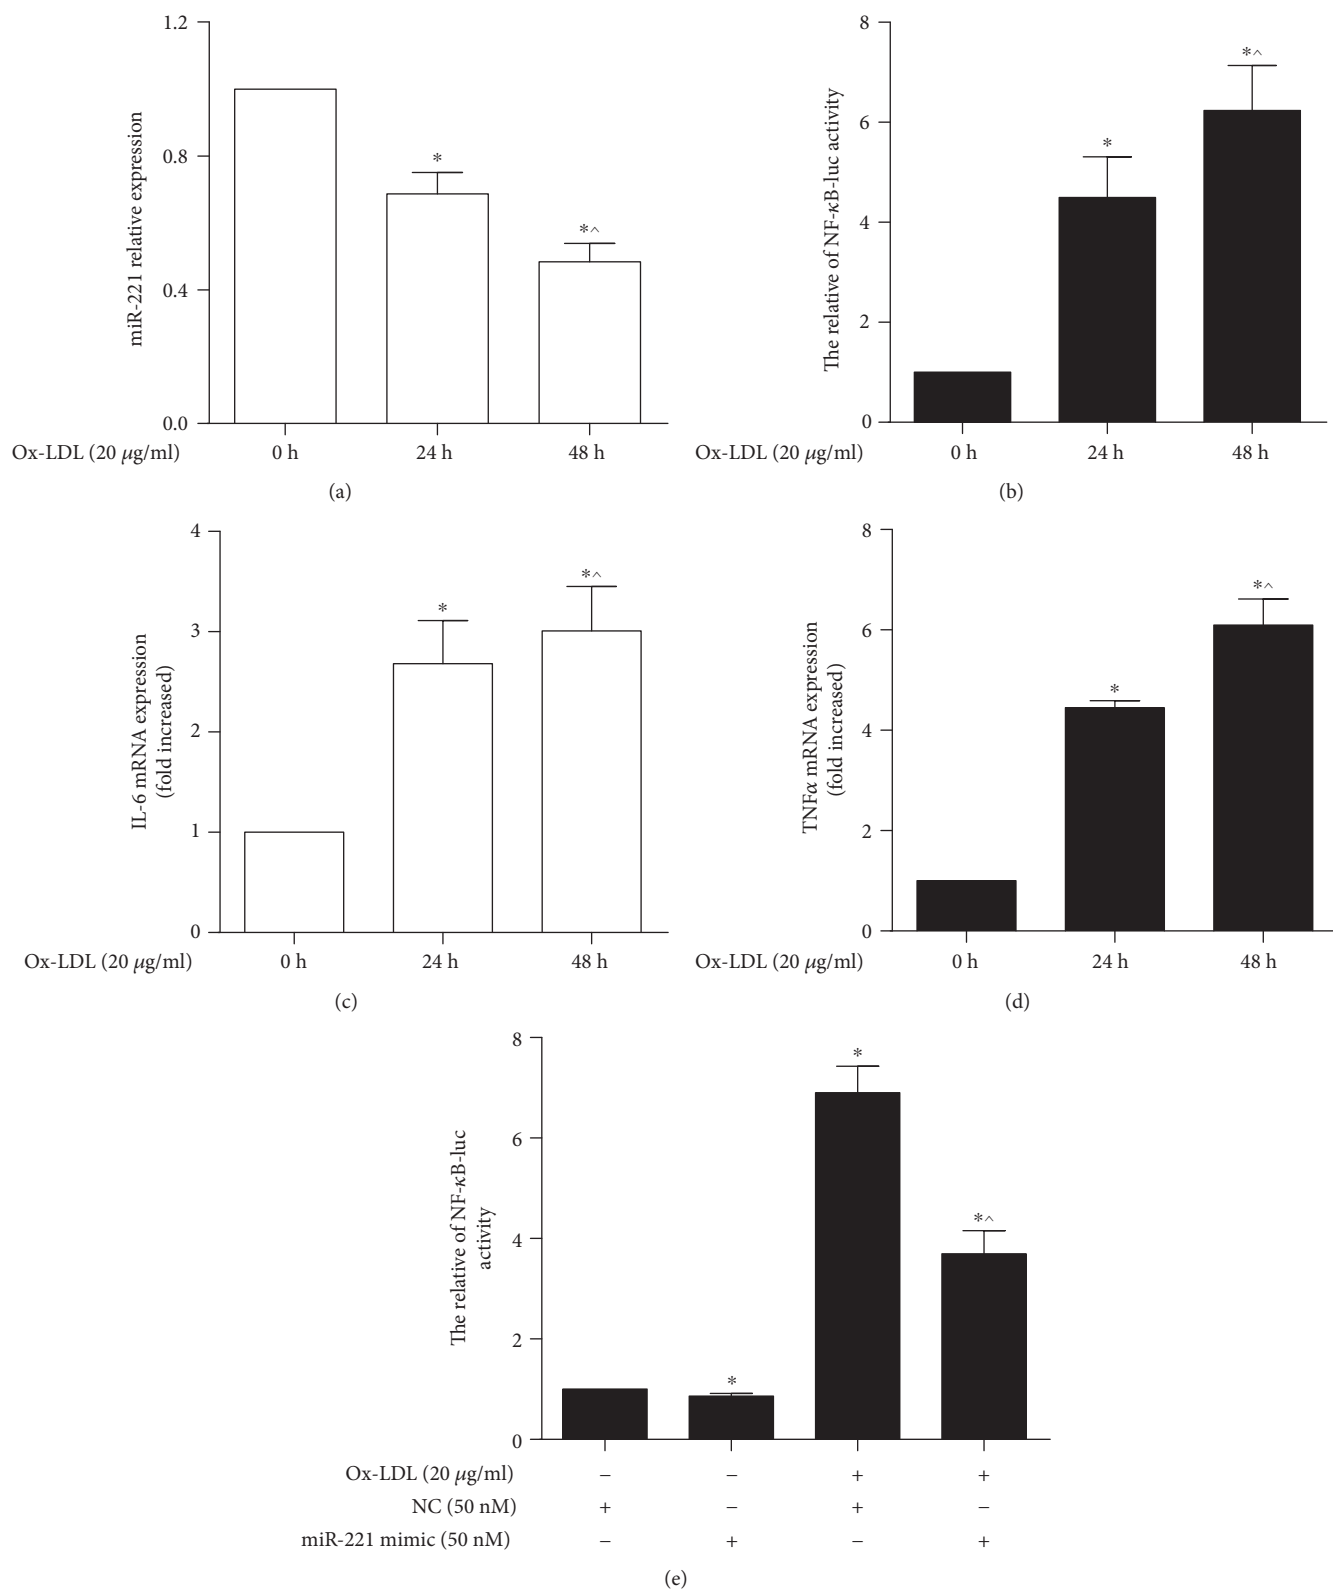 1.2
0.8
0.4
0.0
miR-221 relative expression
*
*^
Ox-LDL (20 μg/ml)
0 h
24 h
48 h
(a)
8
6
4
2
0
The relative of NF-κB-luc activity
*
*^
Ox-LDL (20 μg/ml)
0 h
24 h
48 h
(b)
4
3
2
1
0
IL-6 mRNA expression
(fold increased)
*
*^
Ox-LDL (20 μg/ml)
0 h
24 h
48 h
(c)
8
6
4
2
0
TNFα mRNA expression
(fold increased)
*
*^
Ox-LDL (20 μg/ml)
0 h
24 h
48 h
(d)
8
6
4
2
0
The relative of NF-κB-luc
activity
*
*
*^
Ox-LDL (20 μg/ml) − − + +
NC (50 nM) + − + −
miR-221 mimic (50 nM) − + − +
(e)